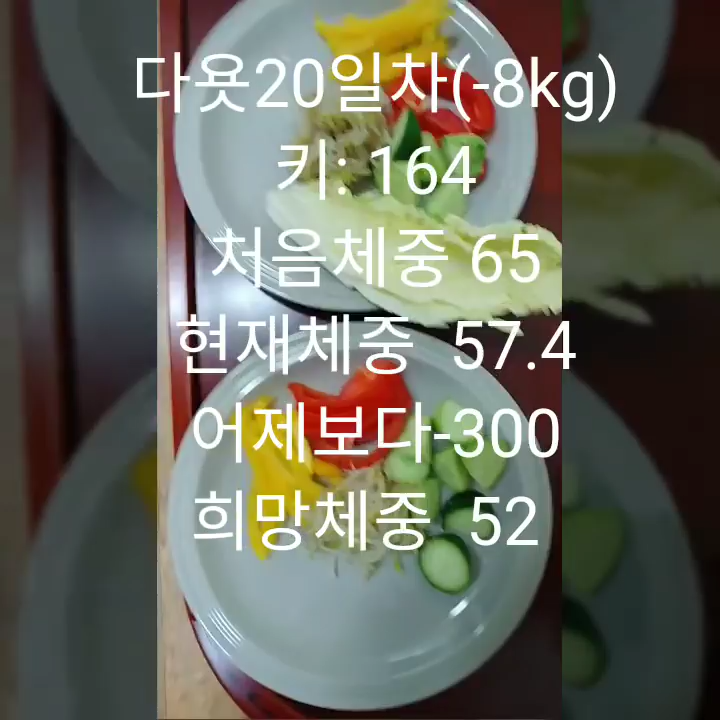 다욧20일차(-8kg)
키: 164
처음체중 65
현재체중 57.4
어제보다-300
희망체중 52